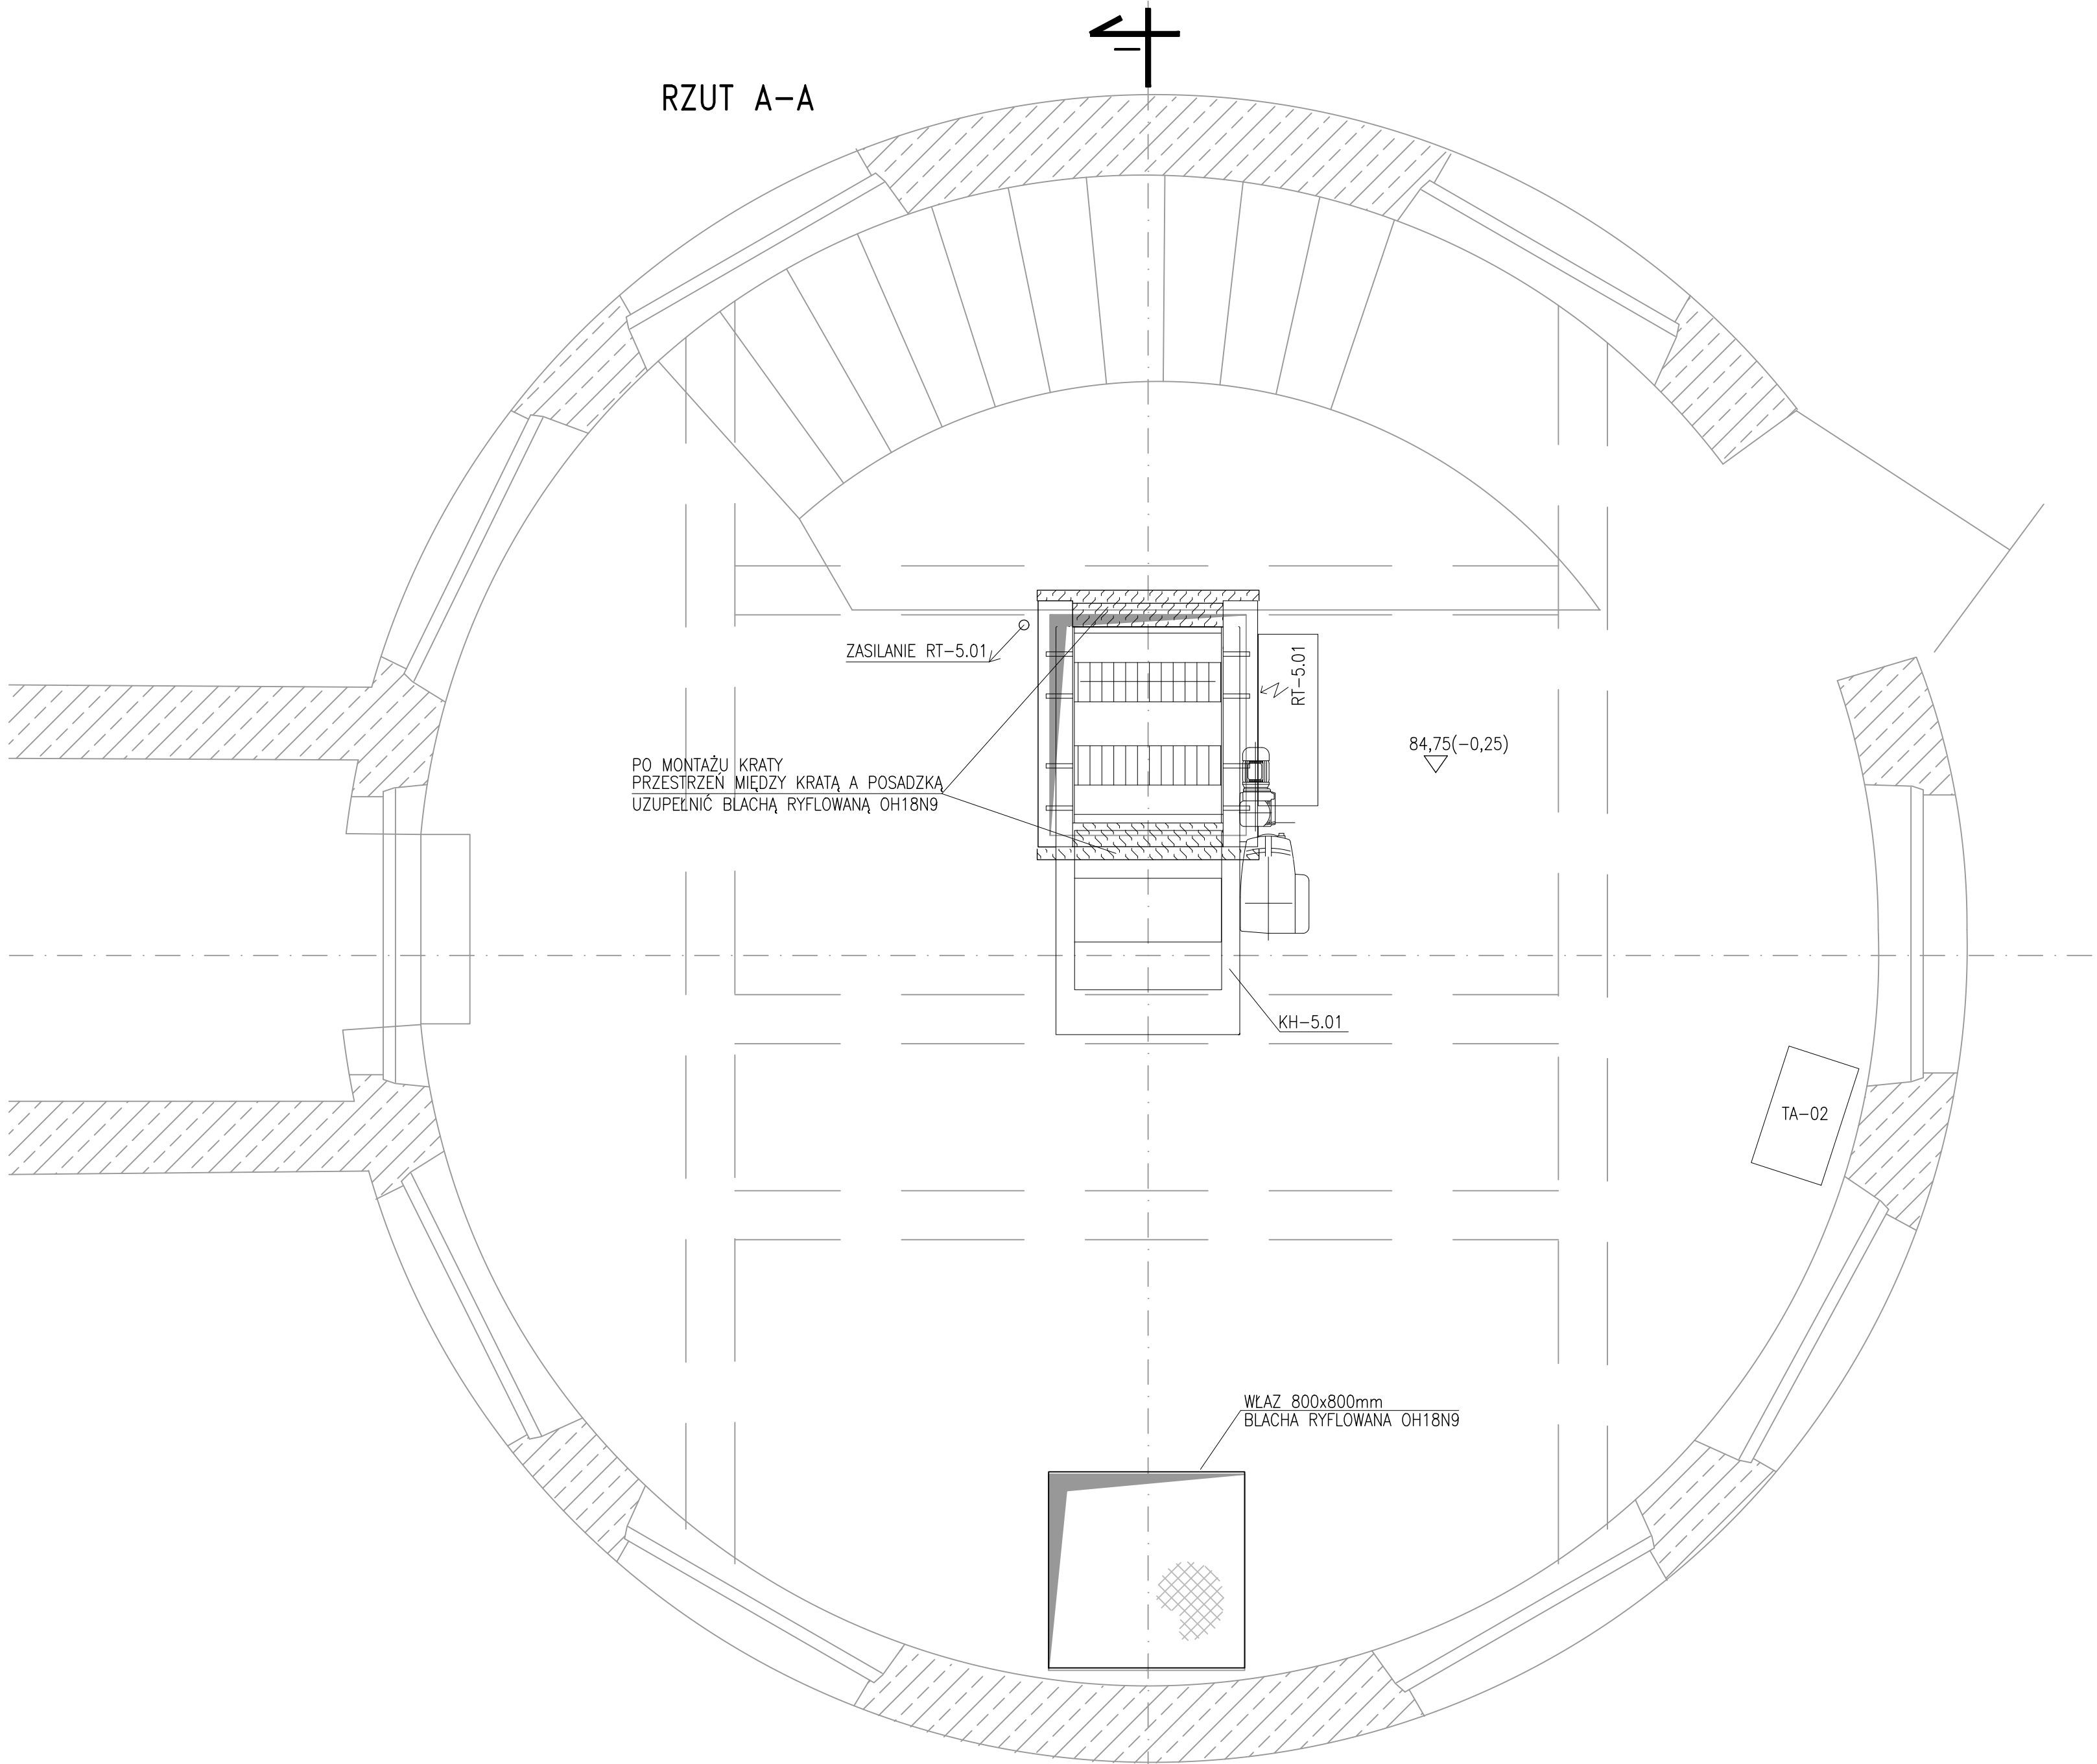 RZUT A-A
ZASILANIE RT-5.01
RT-5.01
84,75(-0,25)
PO MONTAŻU KRATY
PRZESTRZEŃ MIĘDZY KRATĄ A POSADZKĄ
UZUPEŁNIĆ BLACHĄ RYFLOWANĄ OH18N9
KH-5.01
TA-02
WŁAZ 800x800mm
BLACHA RYFLOWANA OH18N9